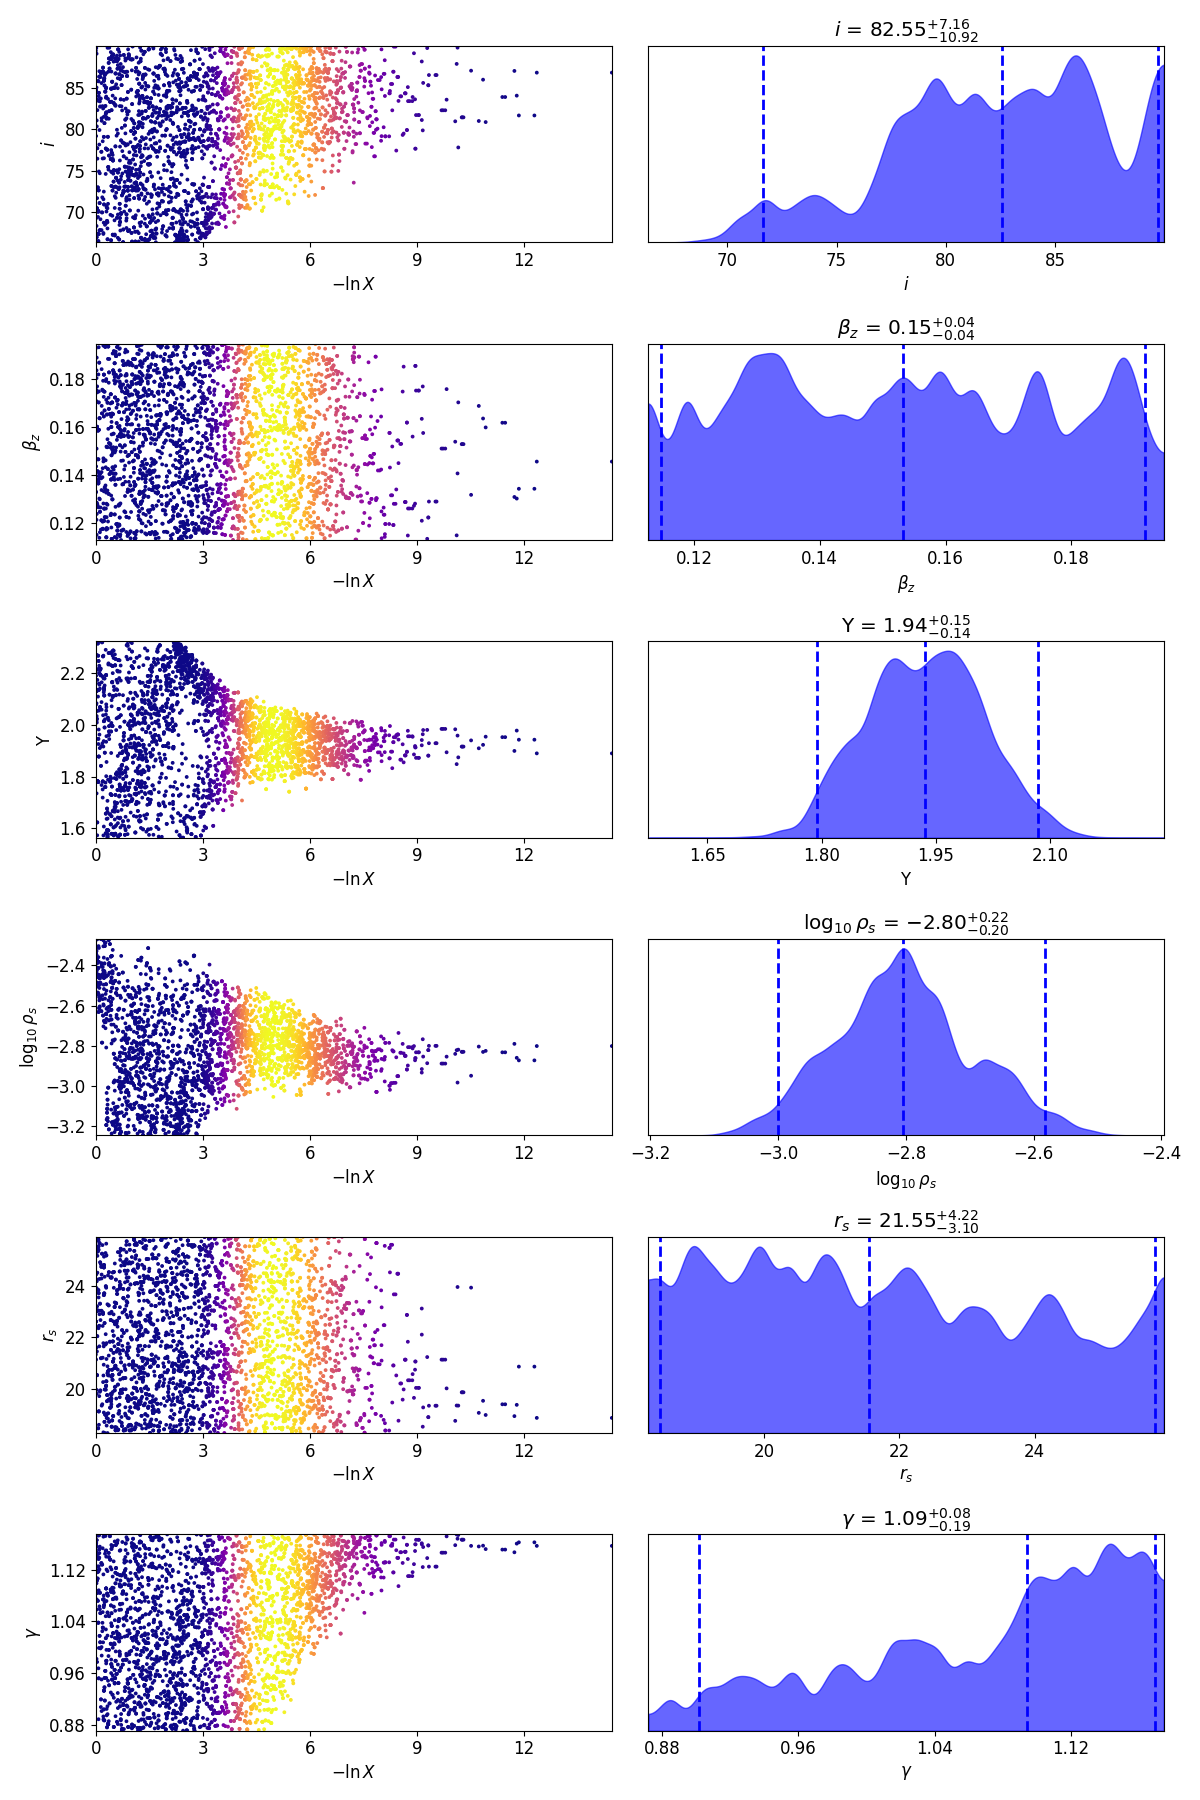 i = 82.55^{+7.16}_{-10.92}
i
85
80
75
70
0 3 6 9 12
70 75 80 85
−ln X
i
β_z = 0.15^{+0.04}_{-0.04}
β_z
0.18
0.16
0.14
0.12
0 3 6 9 12
0.12 0.14 0.16 0.18
−ln X
β_z
Y = 1.94^{+0.15}_{-0.14}
Y
2.2
2.0
1.8
1.6
0 3 6 9 12
1.65 1.80 1.95 2.10
−ln X
Y
log₁₀ ρ_s = −2.80^{+0.22}_{-0.20}
log₁₀ ρ_s
−2.4
−2.6
−2.8
−3.0
−3.2
0 3 6 9 12
−3.2 −3.0 −2.8 −2.6 −2.4
−ln X
log₁₀ ρ_s
r_s = 21.55^{+4.22}_{-3.10}
r_s
24
22
20
0 3 6 9 12
20 22 24
−ln X
r_s
γ = 1.09^{+0.08}_{-0.19}
γ
1.12
1.04
0.96
0.88
0 3 6 9 12
0.88 0.96 1.04 1.12
−ln X
γ